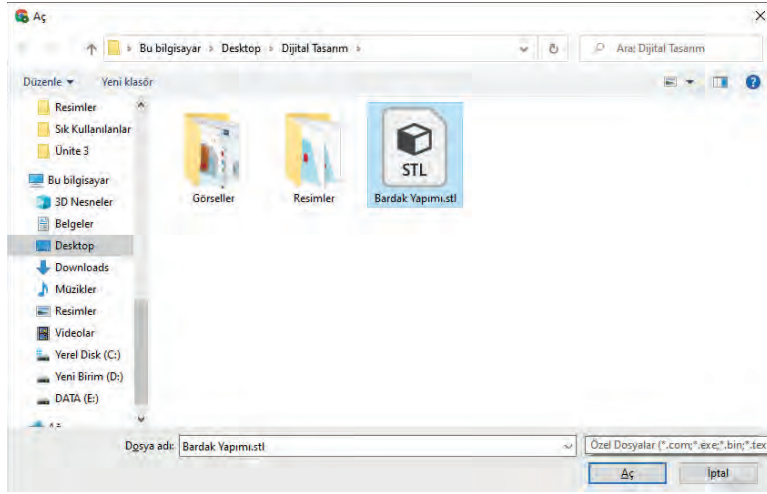 Aç
Bu bilgisayar > Desktop > Dijital Tasarım >
Ara: Dijital Tasarım
Düzenle
Yeni klasör
Resimler
Sık Kullanılanlar
Ünite 3
Bu bilgisayar
3D Nesneler
Belgeler
Desktop
Downloads
Müzikler
Resimler
Videolar
Yerel Disk (C:)
Yeni Birim (D:)
DATA (E:)
STL
Görseller
Resimler
Bardak Yapımı.stl
Dosya adı: Bardak Yapımı.stl
Özel Dosyalar (*.com;*.exe;*.bin;*.tex
Aç
İptal